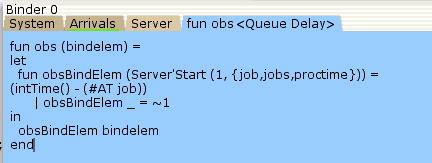 Binder 0
System Arrivals Server fun obs <Queue Delay>
fun obs (bindelem) =
let
fun obsBindElem (Server'Start (1, {job,jobs,proctime})) =
(intTime() - (#AT job))
| obsBindElem _ = ~1
in
obsBindElem bindelem
end